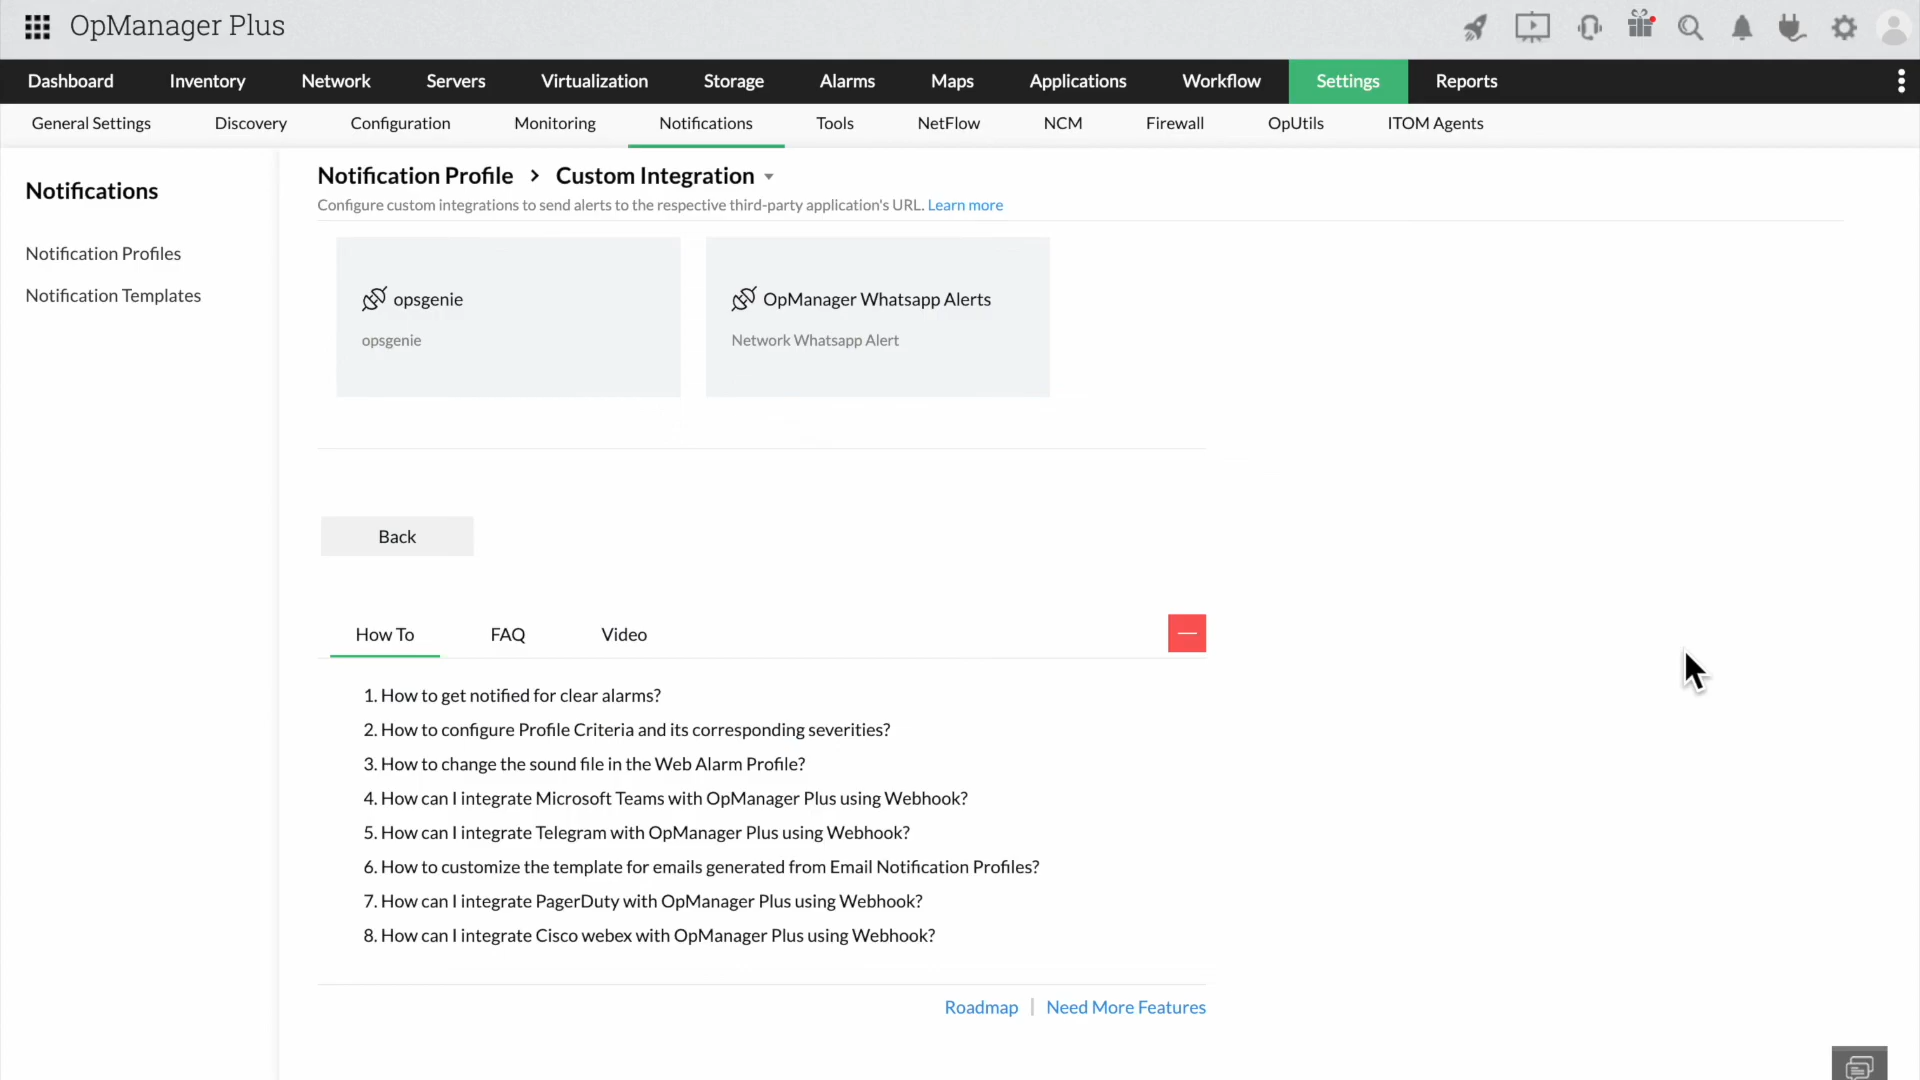 OpManager Plus
Dashboard Inventory Network Servers Virtualization Storage Alarms Maps Applications Workflow Settings Reports
General Settings Discovery Configuration Monitoring Notifications Tools NetFlow NCM Firewall OpUtils ITOM Agents
Notifications
Notification Profiles
Notification Templates
Notification Profile > Custom Integration
Configure custom integrations to send alerts to the respective third-party application's URL. Learn more
opsgenie
opsgenie
OpManager Whatsapp Alerts
Network Whatsapp Alert
Back
How To FAQ Video
1. How to get notified for clear alarms?
2. How to configure Profile Criteria and its corresponding severities?
3. How to change the sound file in the Web Alarm Profile?
4. How can I integrate Microsoft Teams with OpManager Plus using Webhook?
5. How can I integrate Telegram with OpManager Plus using Webhook?
6. How to customize the template for emails generated from Email Notification Profiles?
7. How can I integrate PagerDuty with OpManager Plus using Webhook?
8. How can I integrate Cisco webex with OpManager Plus using Webhook?
Roadmap | Need More Features